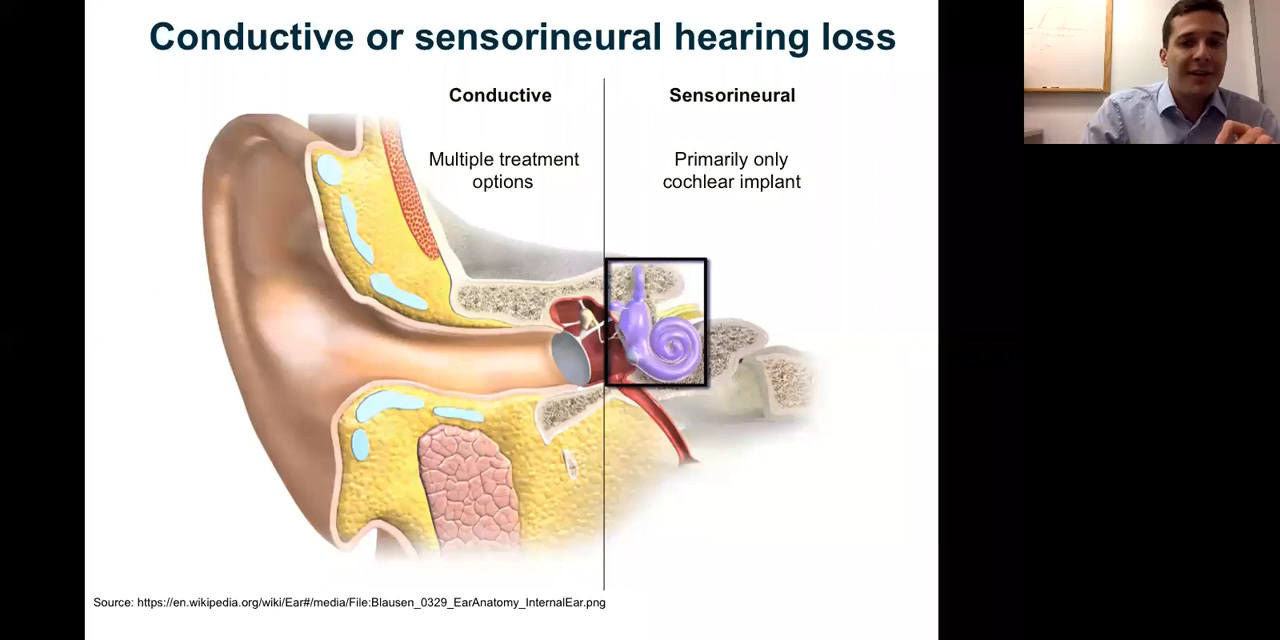 Conductive or sensorineural hearing loss
Conductive
Sensorineural
Multiple treatment
options
Primarily only
cochlear implant
Source: https://en.wikipedia.org/wiki/Ear#/media/File:Blausen_0329_EarAnatomy_InternalEar.png